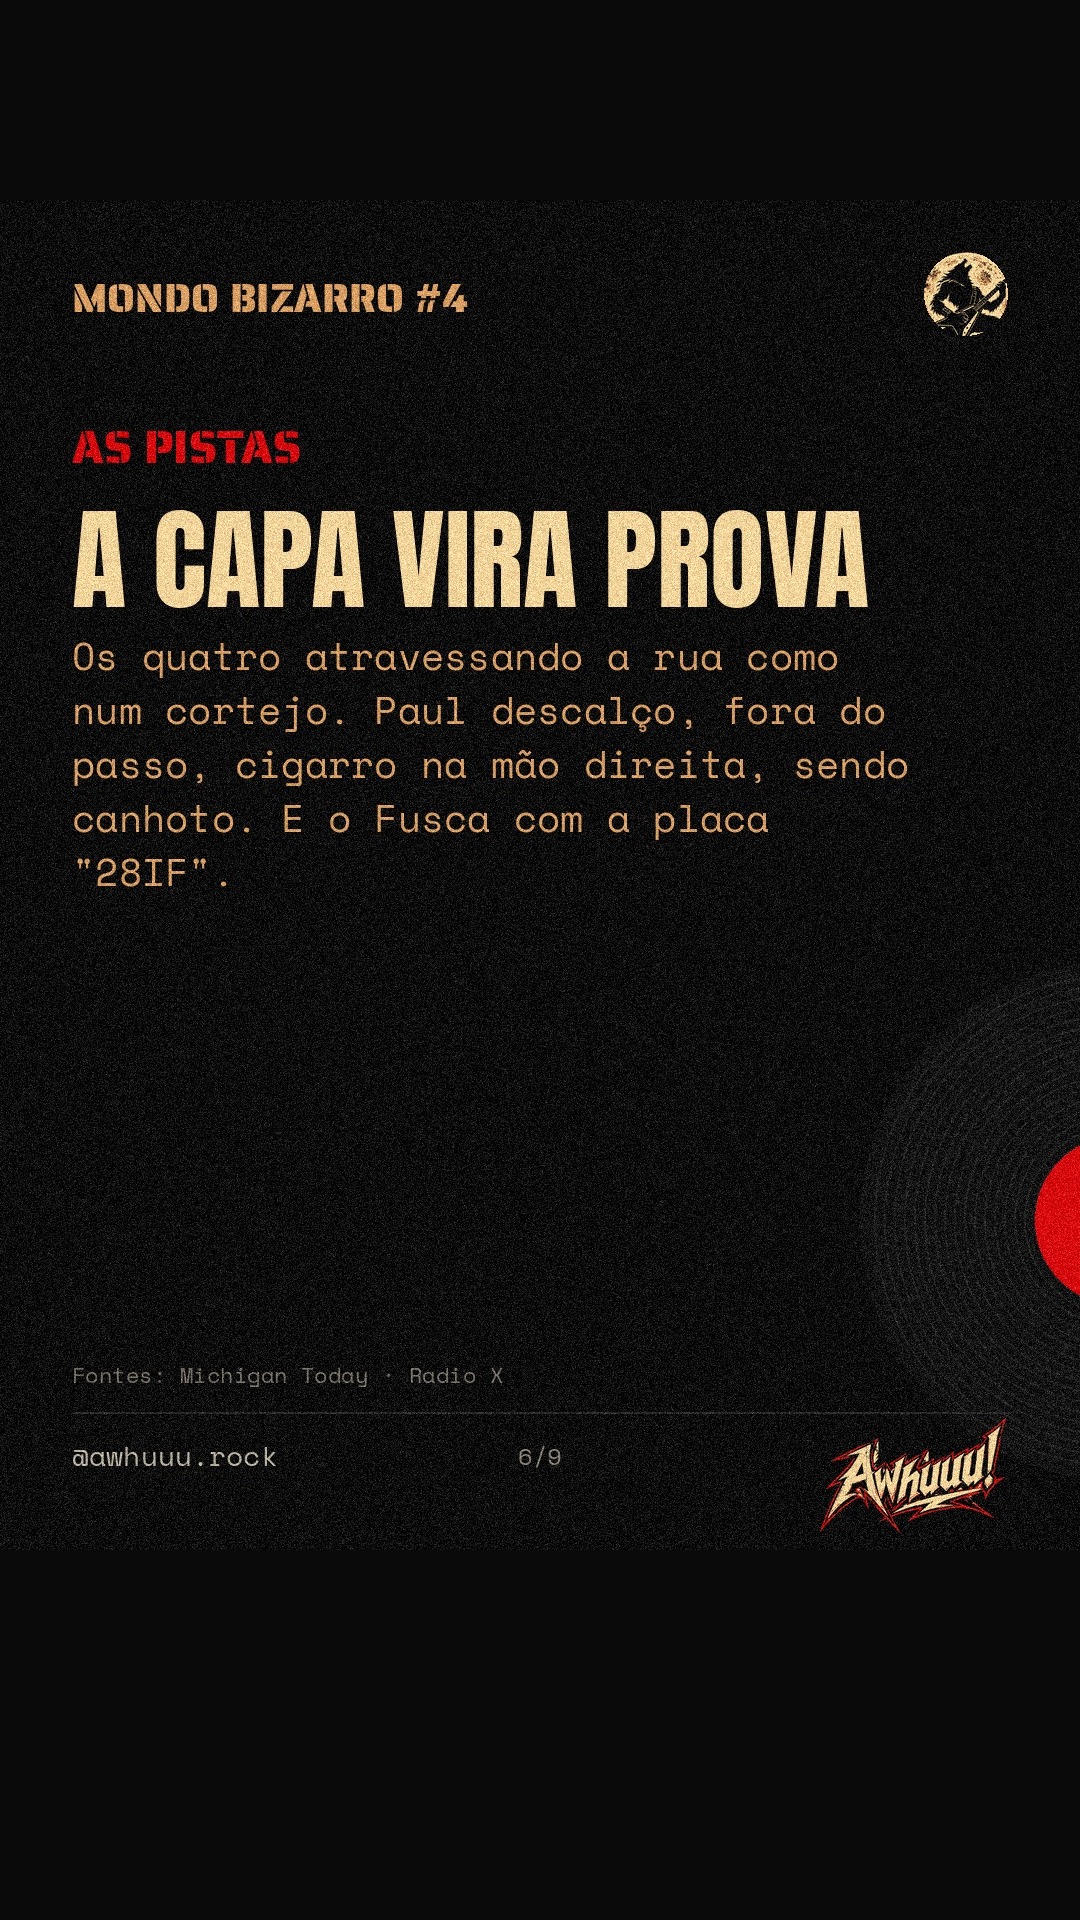 MONDO BIZARRO #4
AS PISTAS
A CAPA VIRA PROVA
Os quatro atravessando a rua como
num cortejo. Paul descalço, fora do
passo, cigarro na mão direita, sendo
canhoto. E o Fusca com a placa
"28IF".
Fontes: Michigan Today · Radio X
@awhuuu.rock
6/9
Awhuuu!